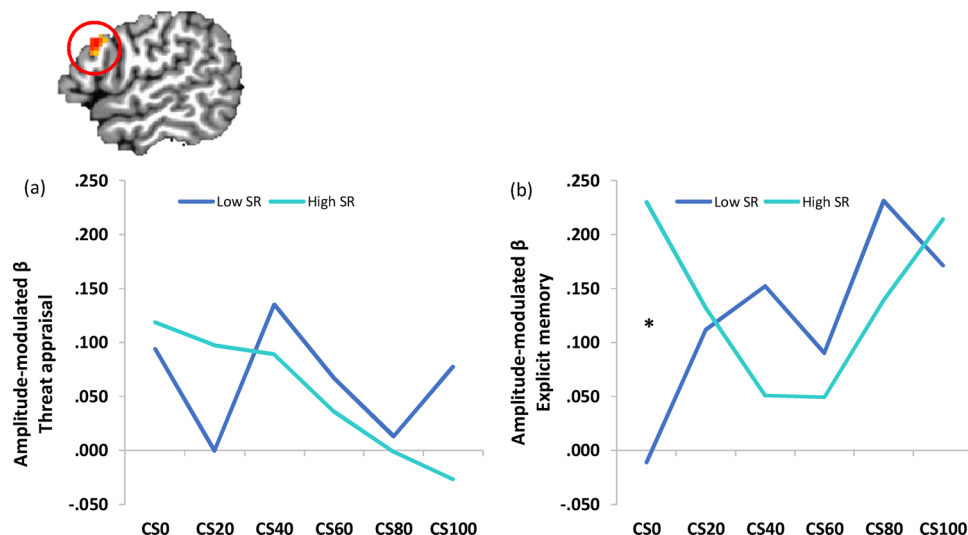 (a)
Low SR
High SR
Amplitude-modulated β
Threat appraisal
.250
.200
.150
.100
.050
.000
-.050
CS0 CS20 CS40 CS60 CS80 CS100
(b)
Low SR
High SR
Amplitude-modulated β
Explicit memory
.250
.200
.150
.100
.050
.000
-.050
*
CS0 CS20 CS40 CS60 CS80 CS100